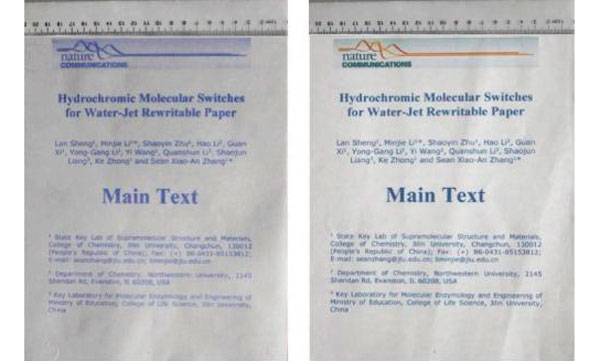 nature
COMMUNICATIONS
Hydrochromic Molecular Switches
for Water-Jet Rewritable Paper
Lan Sheng¹, Minjie Li¹*, Shaoyin Zhu¹, Hao Li², Guan
Xi¹, Yong-Gang Li¹, Yi Wang¹, Quanshun Li³, Shaojun
Liang³, Ke Zhong¹ and Sean Xiao-An Zhang¹*
Main Text
¹ State Key Lab of Supramolecular Structure and Materials,
College of Chemistry, Jilin University, Changchun, 130012
(People's Republic of China); Fax: (+) 86-0431-85153812;
E-mail: seanzhang@jlu.edu.cn; liminjie@jlu.edu.cn
² Department of Chemistry, Northwestern University, 2145
Sheridan Rd, Evanston, IL 60208, USA
³ Key Laboratory for Molecular Enzymology and Engineering of
Ministry of Education, College of Life Science, Jilin University,
China
nature
COMMUNICATIONS
Hydrochromic Molecular Switches
for Water-Jet Rewritable Paper
Lan Sheng¹, Minjie Li¹*, Shaoyin Zhu¹, Hao Li², Guan
Xi¹, Yong-Gang Li¹, Yi Wang¹, Quanshun Li³, Shaojun
Liang³, Ke Zhong¹ and Sean Xiao-An Zhang¹*
Main Text
¹ State Key Lab of Supramolecular Structure and Materials,
College of Chemistry, Jilin University, Changchun, 130012
(People's Republic of China); Fax: (+) 86-0431-85153812;
E-mail: seanzhang@jlu.edu.cn; liminjie@jlu.edu.cn
² Department of Chemistry, Northwestern University, 2145
Sheridan Rd, Evanston, IL 60208, USA
³ Key Laboratory for Molecular Enzymology and Engineering of
Ministry of Education, College of Life Science, Jilin University,
China